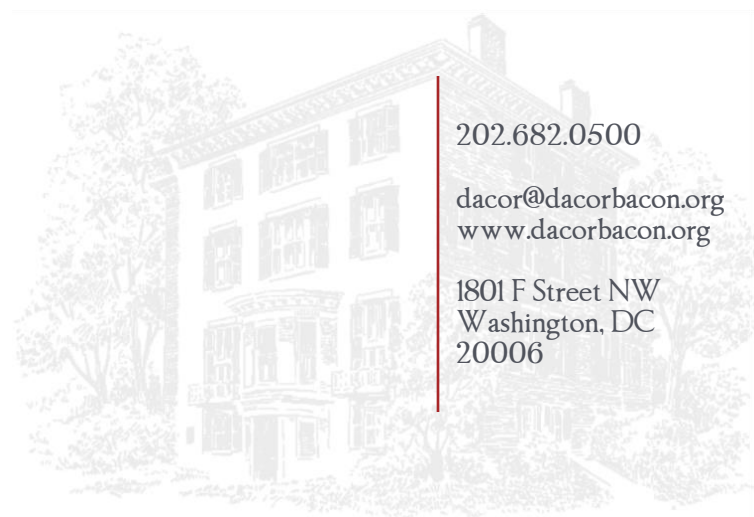 202.682.0500
dacor@dacorbacon.org
www.dacorbacon.org
1801 F Street NW
Washington, DC
20006